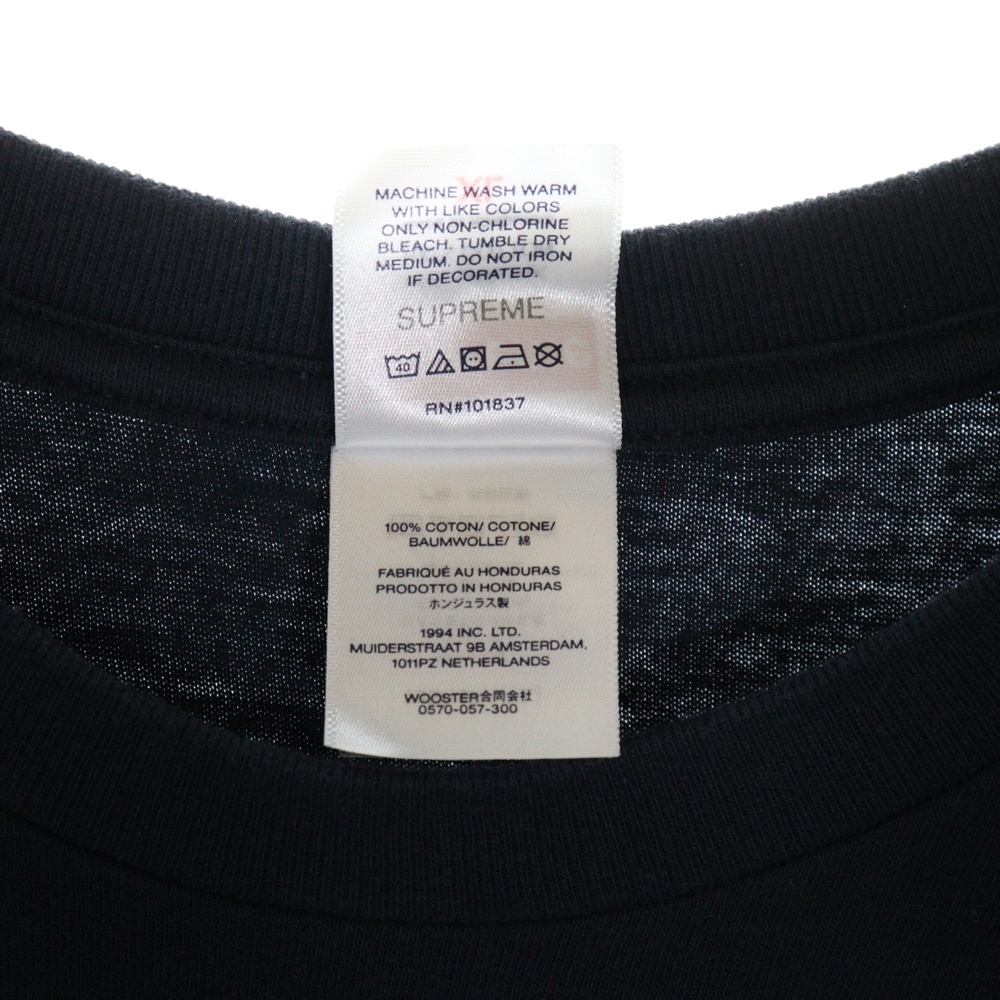 MACHINE WASH WARM
WITH LIKE COLORS
ONLY NON-CHLORINE
BLEACH. TUMBLE DRY
MEDIUM. DO NOT IRON
IF DECORATED.
SUPREME
40
RN#101837
100% COTON/ COTONE/
BAUMWOLLE/ 綿
FABRIQUÉ AU HONDURAS
PRODOTTO IN HONDURAS
ホンジュラス製
1994 INC. LTD.
MUIDERSTRAAT 9B AMSTERDAM,
1011PZ NETHERLANDS
WOOSTER合同会社
0570-057-300